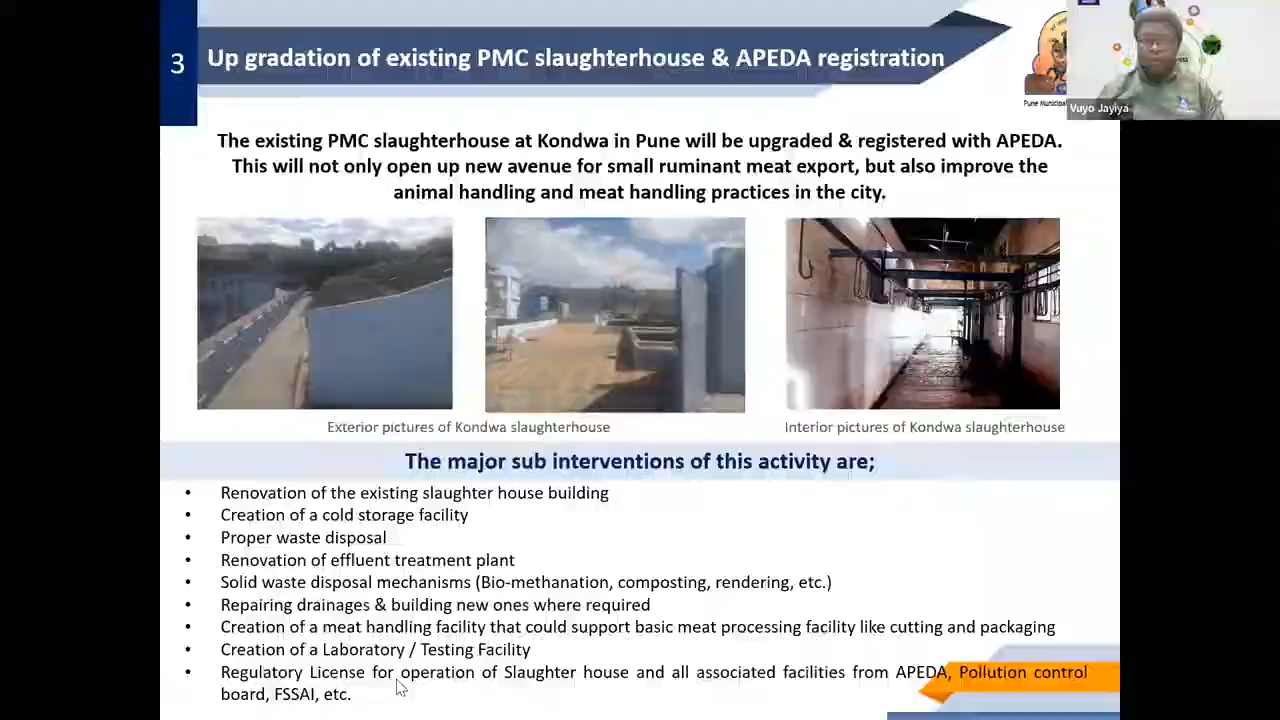 3
Up gradation of existing PMC slaughterhouse & APEDA registration
Pune Municipal
Vuyo Jayiya
The existing PMC slaughterhouse at Kondwa in Pune will be upgraded & registered with APEDA.
This will not only open up new avenue for small ruminant meat export, but also improve the
animal handling and meat handling practices in the city.
Exterior pictures of Kondwa slaughterhouse
Interior pictures of Kondwa slaughterhouse
The major sub interventions of this activity are;
• Renovation of the existing slaughter house building
• Creation of a cold storage facility
• Proper waste disposal
• Renovation of effluent treatment plant
• Solid waste disposal mechanisms (Bio-methanation, composting, rendering, etc.)
• Repairing drainages & building new ones where required
• Creation of a meat handling facility that could support basic meat processing facility like cutting and packaging
• Creation of a Laboratory / Testing Facility
• Regulatory License for operation of Slaughter house and all associated facilities from APEDA, Pollution control
board, FSSAI, etc.